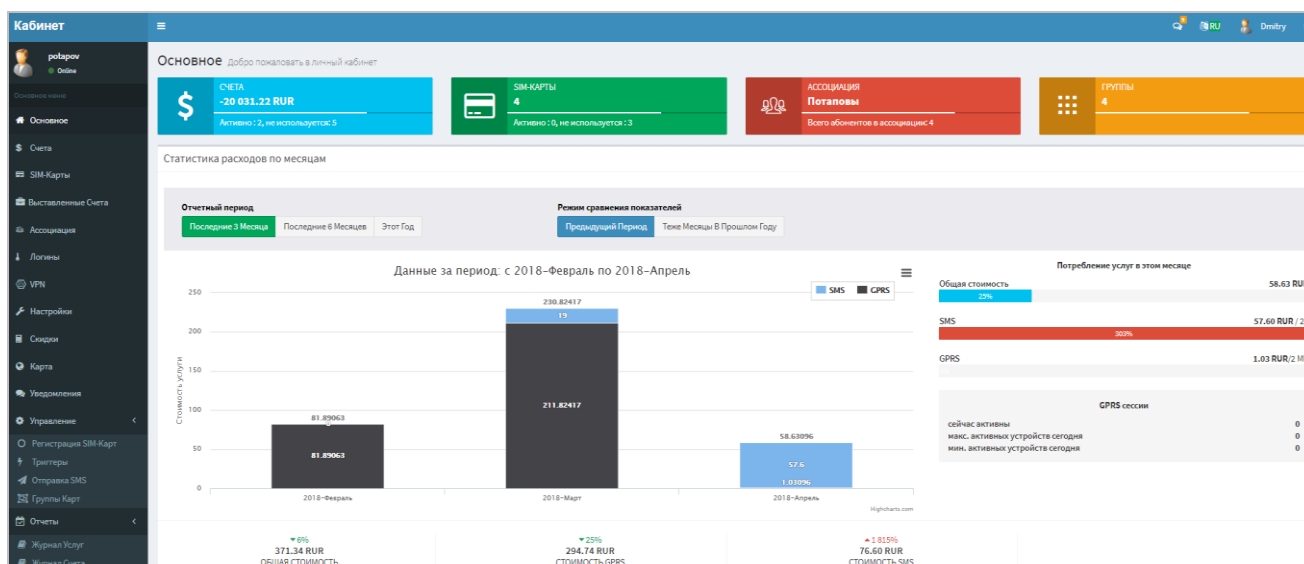 Кабинет
RU
Dmitry
potapov
Online
Основное меню
Основное
Счета
SIM-Карты
Выставленные Счета
Ассоциация
Логины
VPN
Настройки
Скидки
Карта
Уведомления
Управление
Регистрация SIM-Карт
Триггеры
Отправка SMS
Группы Карт
Отчеты
Журнал Услуг
Журнал Счета
Основное Добро пожаловать в личный кабинет
СЧЕТА
-20 031.22 RUR
Активно : 2, не используется: 5
SIM-КАРТЫ
4
Активно : 0, не используется : 3
АССОЦИАЦИЯ
Потаповы
Всего абонентов в ассоциации: 4
ГРУППЫ
4
Статистика расходов по месяцам
Отчетный период
Последние 3 Месяца Последние 6 Месяцев Этот Год
Режим сравнения показателей
Предыдущий Период Теже Месяцы В Прошлом Году
Данные за период: с 2018-Февраль по 2018-Апрель
SMS GPRS
Стоимость услуги
250
200
150
100
50
0
81.89063
81.89063
230.82417
19
211.82417
58.63096
57.6
1.03096
2018-Февраль 2018-Март 2018-Апрель
Highcharts.com
Потребление услуг в этом месяце
Общая стоимость 58.63 RUR
25%
SMS 57.60 RUR / 2
303%
GPRS 1.03 RUR/2 M
GPRS сессии
сейчас активны 0
макс. активных устройств сегодня 0
мин. активных устройств сегодня 0
6%
371.34 RUR
ОБЩАЯ СТОИМОСТЬ
25%
294.74 RUR
СТОИМОСТЬ GPRS
1 815%
76.60 RUR
СТОИМОСТЬ SMS